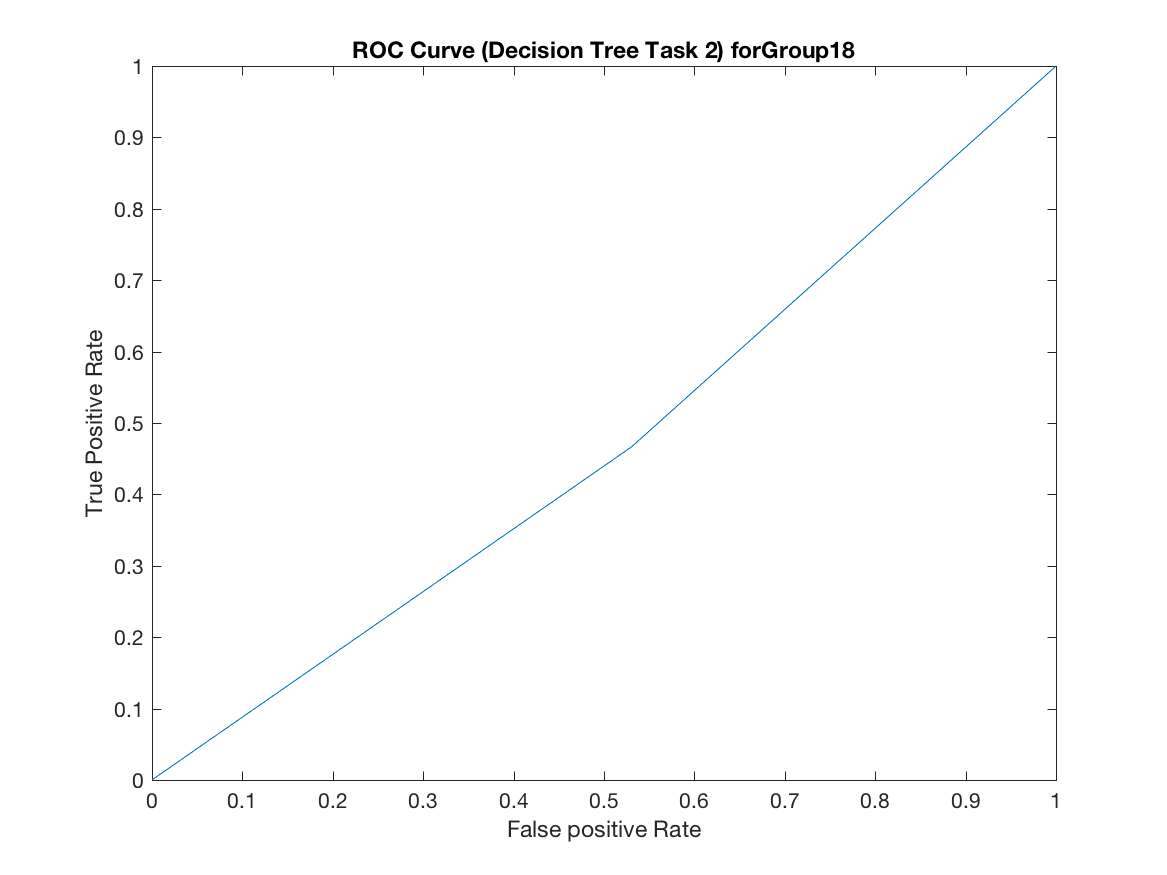 ROC Curve (Decision Tree Task 2) forGroup18
1
0.9
0.8
0.7
0.6
0.5
0.4
0.3
0.2
0.1
0
True Positive Rate
0 0.1 0.2 0.3 0.4 0.5 0.6 0.7 0.8 0.9 1
False positive Rate